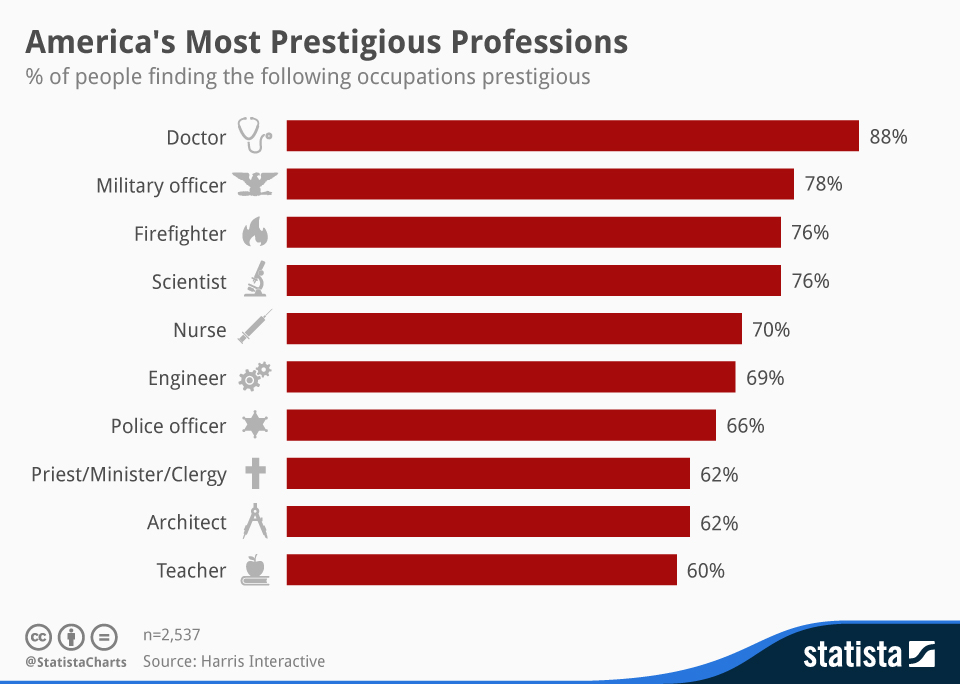 America's Most Prestigious Professions
% of people finding the following occupations prestigious
Doctor 88%
Military officer 78%
Firefighter 76%
Scientist 76%
Nurse 70%
Engineer 69%
Police officer 66%
Priest/Minister/Clergy 62%
Architect 62%
Teacher 60%
cc n=2,537
@StatistaCharts Source: Harris Interactive
statista